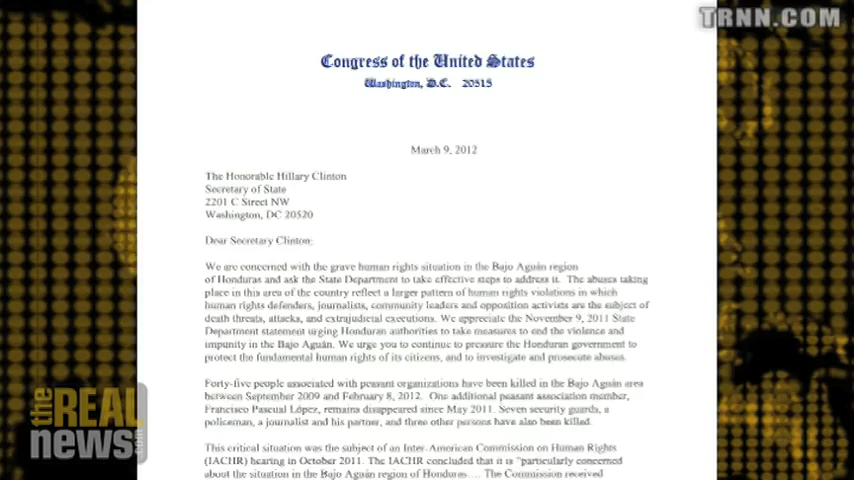 TRNN.COM
Congress of the United States
Washington, D.C. 20515
March 9, 2012
The Honorable Hillary Clinton
Secretary of State
2201 C Street NW
Washington, DC 20520
Dear Secretary Clinton:
We are concerned with the grave human rights situation in the Bajo Aguán region
of Honduras and ask the State Department to take effective steps to address it. The abuses taking
place in this area of the country reflect a larger pattern of human rights violations in which
human rights defenders, journalists, community leaders and opposition activists are the subject of
death threats, attacks, and extrajudicial executions. We appreciate the November 9, 2011 State
Department statement urging Honduran authorities to take measures to end the violence and
impunity in the Bajo Aguán. We urge you to continue to pressure the Honduran government to
protect the fundamental human rights of its citizens, and to investigate and prosecute abuses.
Forty-five people associated with peasant organizations have been killed in the Bajo Aguán area
between September 2009 and February 8, 2012. One additional peasant association member,
Francisco Pascual López, remains disappeared since May 2011. Seven security guards, a
policeman, a journalist and his partner, and three other persons have also been killed.
This critical situation was the subject of an Inter-American Commission on Human Rights
(IACHR) hearing in October 2011. The IACHR concluded that it is "particularly concerned
about the situation in the Bajo Aguán region of Honduras.... The Commission received
the REAL
news.com